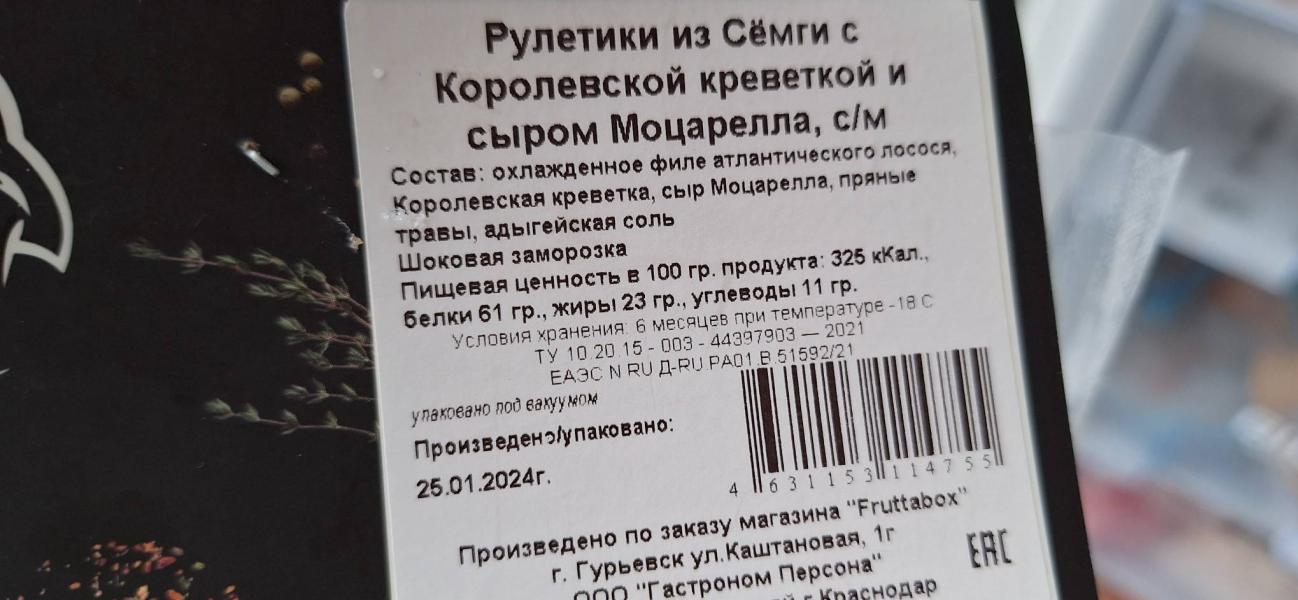 Рулетики из Сёмги с
Королевской креветкой и
сыром Моцарелла, с/м
Состав: охлажденное филе атлантического лосося,
Королевская креветка, сыр Моцарелла, пряные
травы, адыгейская соль
Шоковая заморозка
Пищевая ценность в 100 гр. продукта: 325 кКал.,
белки 61 гр., жиры 23 гр., углеводы 11 гр.
Условия хранения: 6 месяцев при температуре -18 С
ТУ 10.20.15 - 003 - 44397903 — 2021
ЕАЭС N RU Д-RU.РА01.В.51592/21
упаковано под вакуумом
Произведено/упаковано:
25.01.2024г.
4 631153 114755
Произведено по заказу магазина "Fruttabox"
г. Гурьевск ул.Каштановая, 1г
ООО "Гастроном Персона"
г.Краснодар
EAC